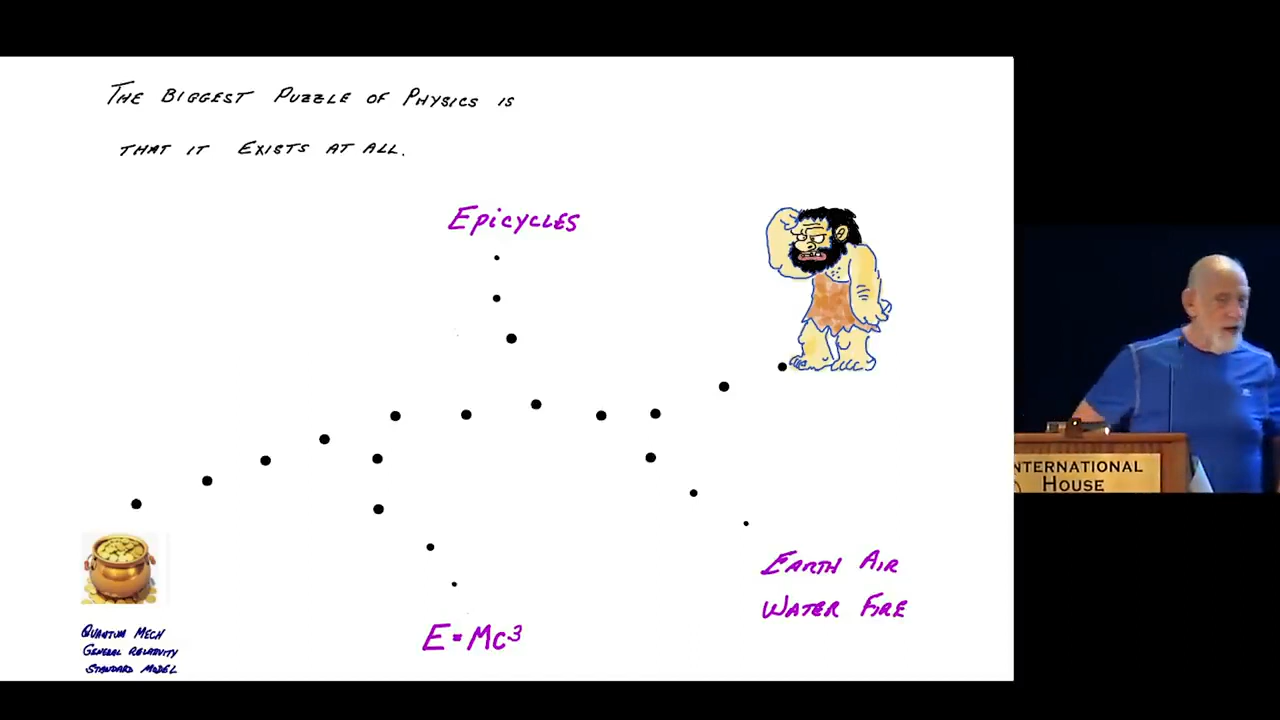 THE BIGGEST PUZZLE OF PHYSICS IS
THAT IT EXISTS AT ALL.
EPICYCLES
EARTH AIR
WATER FIRE
E=MC³
QUANTUM MECH
GENERAL RELATIVITY
STANDARD MODEL
NTERNATIONAL
HOUSE